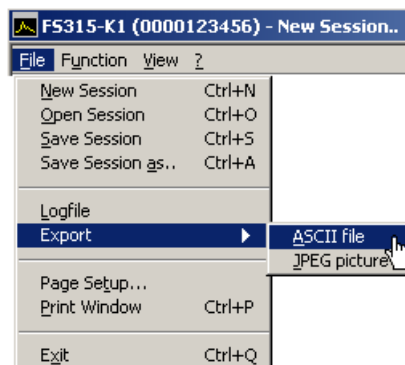 FS315-K1 (0000123456) - New Session..
File Function View ?
New Session Ctrl+N
Open Session Ctrl+O
Save Session Ctrl+S
Save Session as.. Ctrl+A
Logfile
Export
ASCII file
JPEG picture
Page Setup...
Print Window Ctrl+P
Exit Ctrl+Q